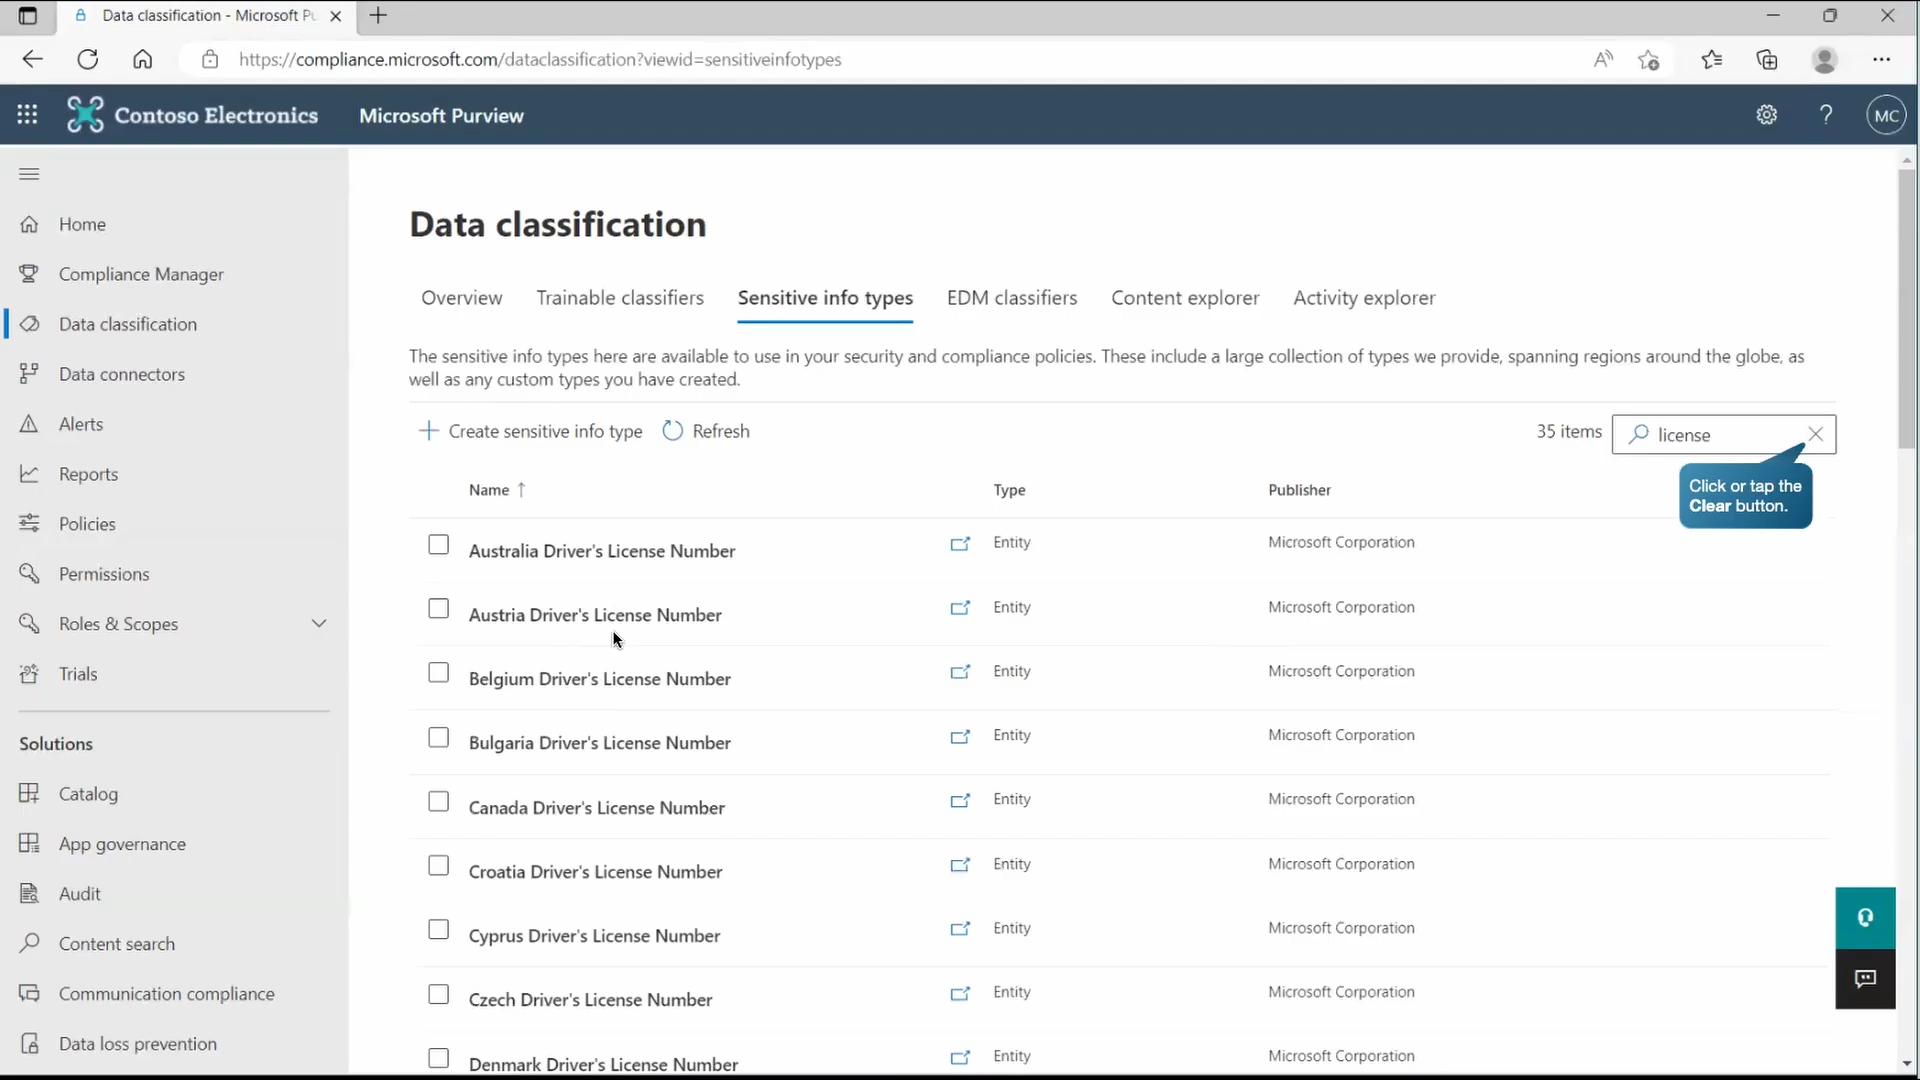 Data classification - Microsoft Pu
https://compliance.microsoft.com/dataclassification?viewid=sensitiveinfotypes
Contoso Electronics
Microsoft Purview
MC
Home
Compliance Manager
Data classification
Data connectors
Alerts
Reports
Policies
Permissions
Roles & Scopes
Trials
Solutions
Catalog
App governance
Audit
Content search
Communication compliance
Data loss prevention
Data classification
Overview Trainable classifiers Sensitive info types EDM classifiers Content explorer Activity explorer
The sensitive info types here are available to use in your security and compliance policies. These include a large collection of types we provide, spanning regions around the globe, as
well as any custom types you have created.
Create sensitive info type Refresh 35 items license
Click or tap the
Clear button.
Name Type Publisher
Australia Driver's License Number Entity Microsoft Corporation
Austria Driver's License Number Entity Microsoft Corporation
Belgium Driver's License Number Entity Microsoft Corporation
Bulgaria Driver's License Number Entity Microsoft Corporation
Canada Driver's License Number Entity Microsoft Corporation
Croatia Driver's License Number Entity Microsoft Corporation
Cyprus Driver's License Number Entity Microsoft Corporation
Czech Driver's License Number Entity Microsoft Corporation
Denmark Driver's License Number Entity Microsoft Corporation